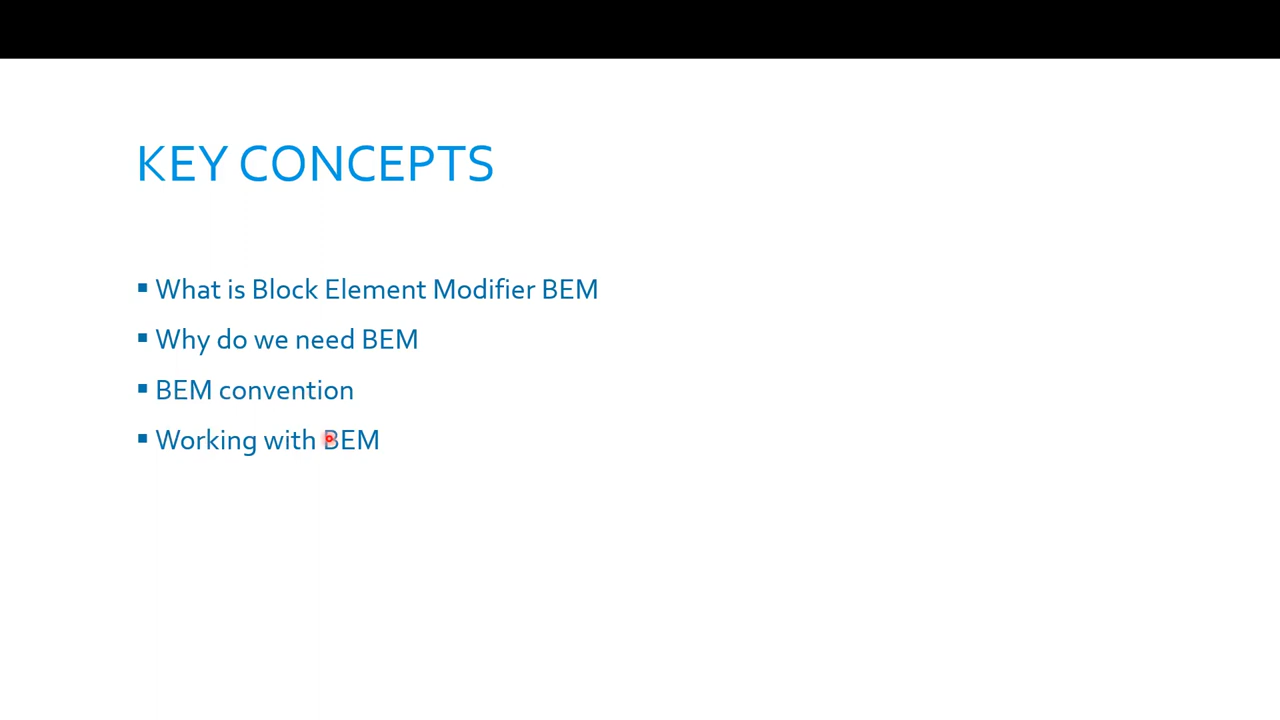 KEY CONCEPTS
▪ What is Block Element Modifier BEM
▪ Why do we need BEM
▪ BEM convention
▪ Working with BEM